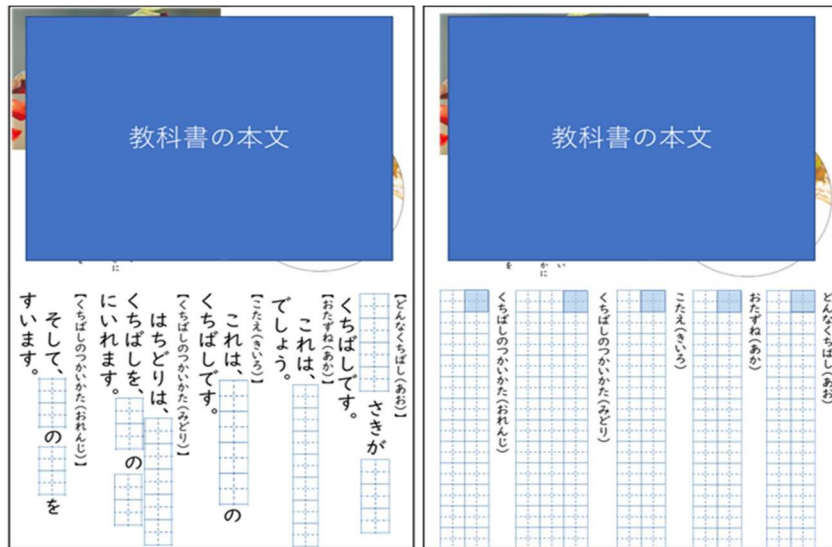 教科書の本文
い
かに
を
【どんなくちばし(あお)】
さきが
くちばしです。
【おたずね(あか)】
これは、
でしょう。
【こたえ(きいろ)】
これは、の
くちばしです。
【くちばしのつかいかた(みどり)】
はちどりは、
くちばしを、の
にいれます。
【くちばしのつかいかた(おれんじ)】
そして、のを
すいます。
教科書の本文
い
かに
を
どんなくちばし(あお)
おたずね(あか)
こたえ(きいろ)
くちばしのつかいかた(みどり)
くちばしのつかいかた(おれんじ)